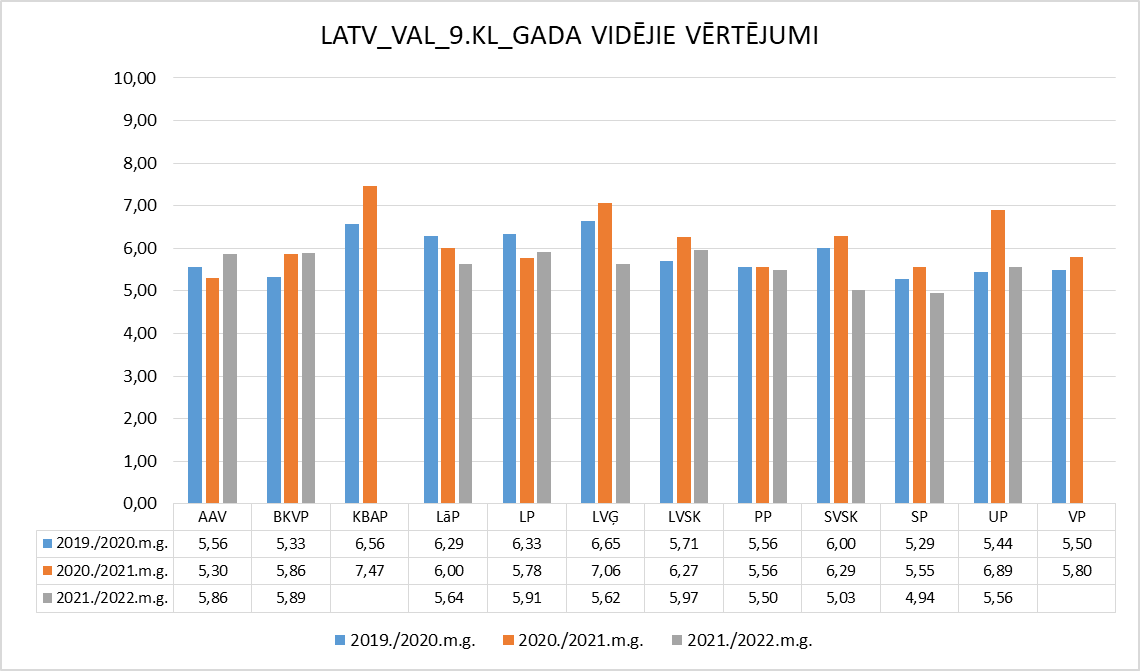 LATV_VAL_9.KL_GADA VIDĒJIE VĒRTĒJUMI
10,00
9,00
8,00
7,00
6,00
5,00
4,00
3,00
2,00
1,00
0,00
AAV BKVP KBAP LāP LP LVĢ LVSK PP SVSK SP UP VP
2019./2020.m.g. 5,56 5,33 6,56 6,29 6,33 6,65 5,71 5,56 6,00 5,29 5,44 5,50
2020./2021.m.g. 5,30 5,86 7,47 6,00 5,78 7,06 6,27 5,56 6,29 5,55 6,89 5,80
2021./2022.m.g. 5,86 5,89 5,64 5,91 5,62 5,97 5,50 5,03 4,94 5,56
2019./2020.m.g. 2020./2021.m.g. 2021./2022.m.g.